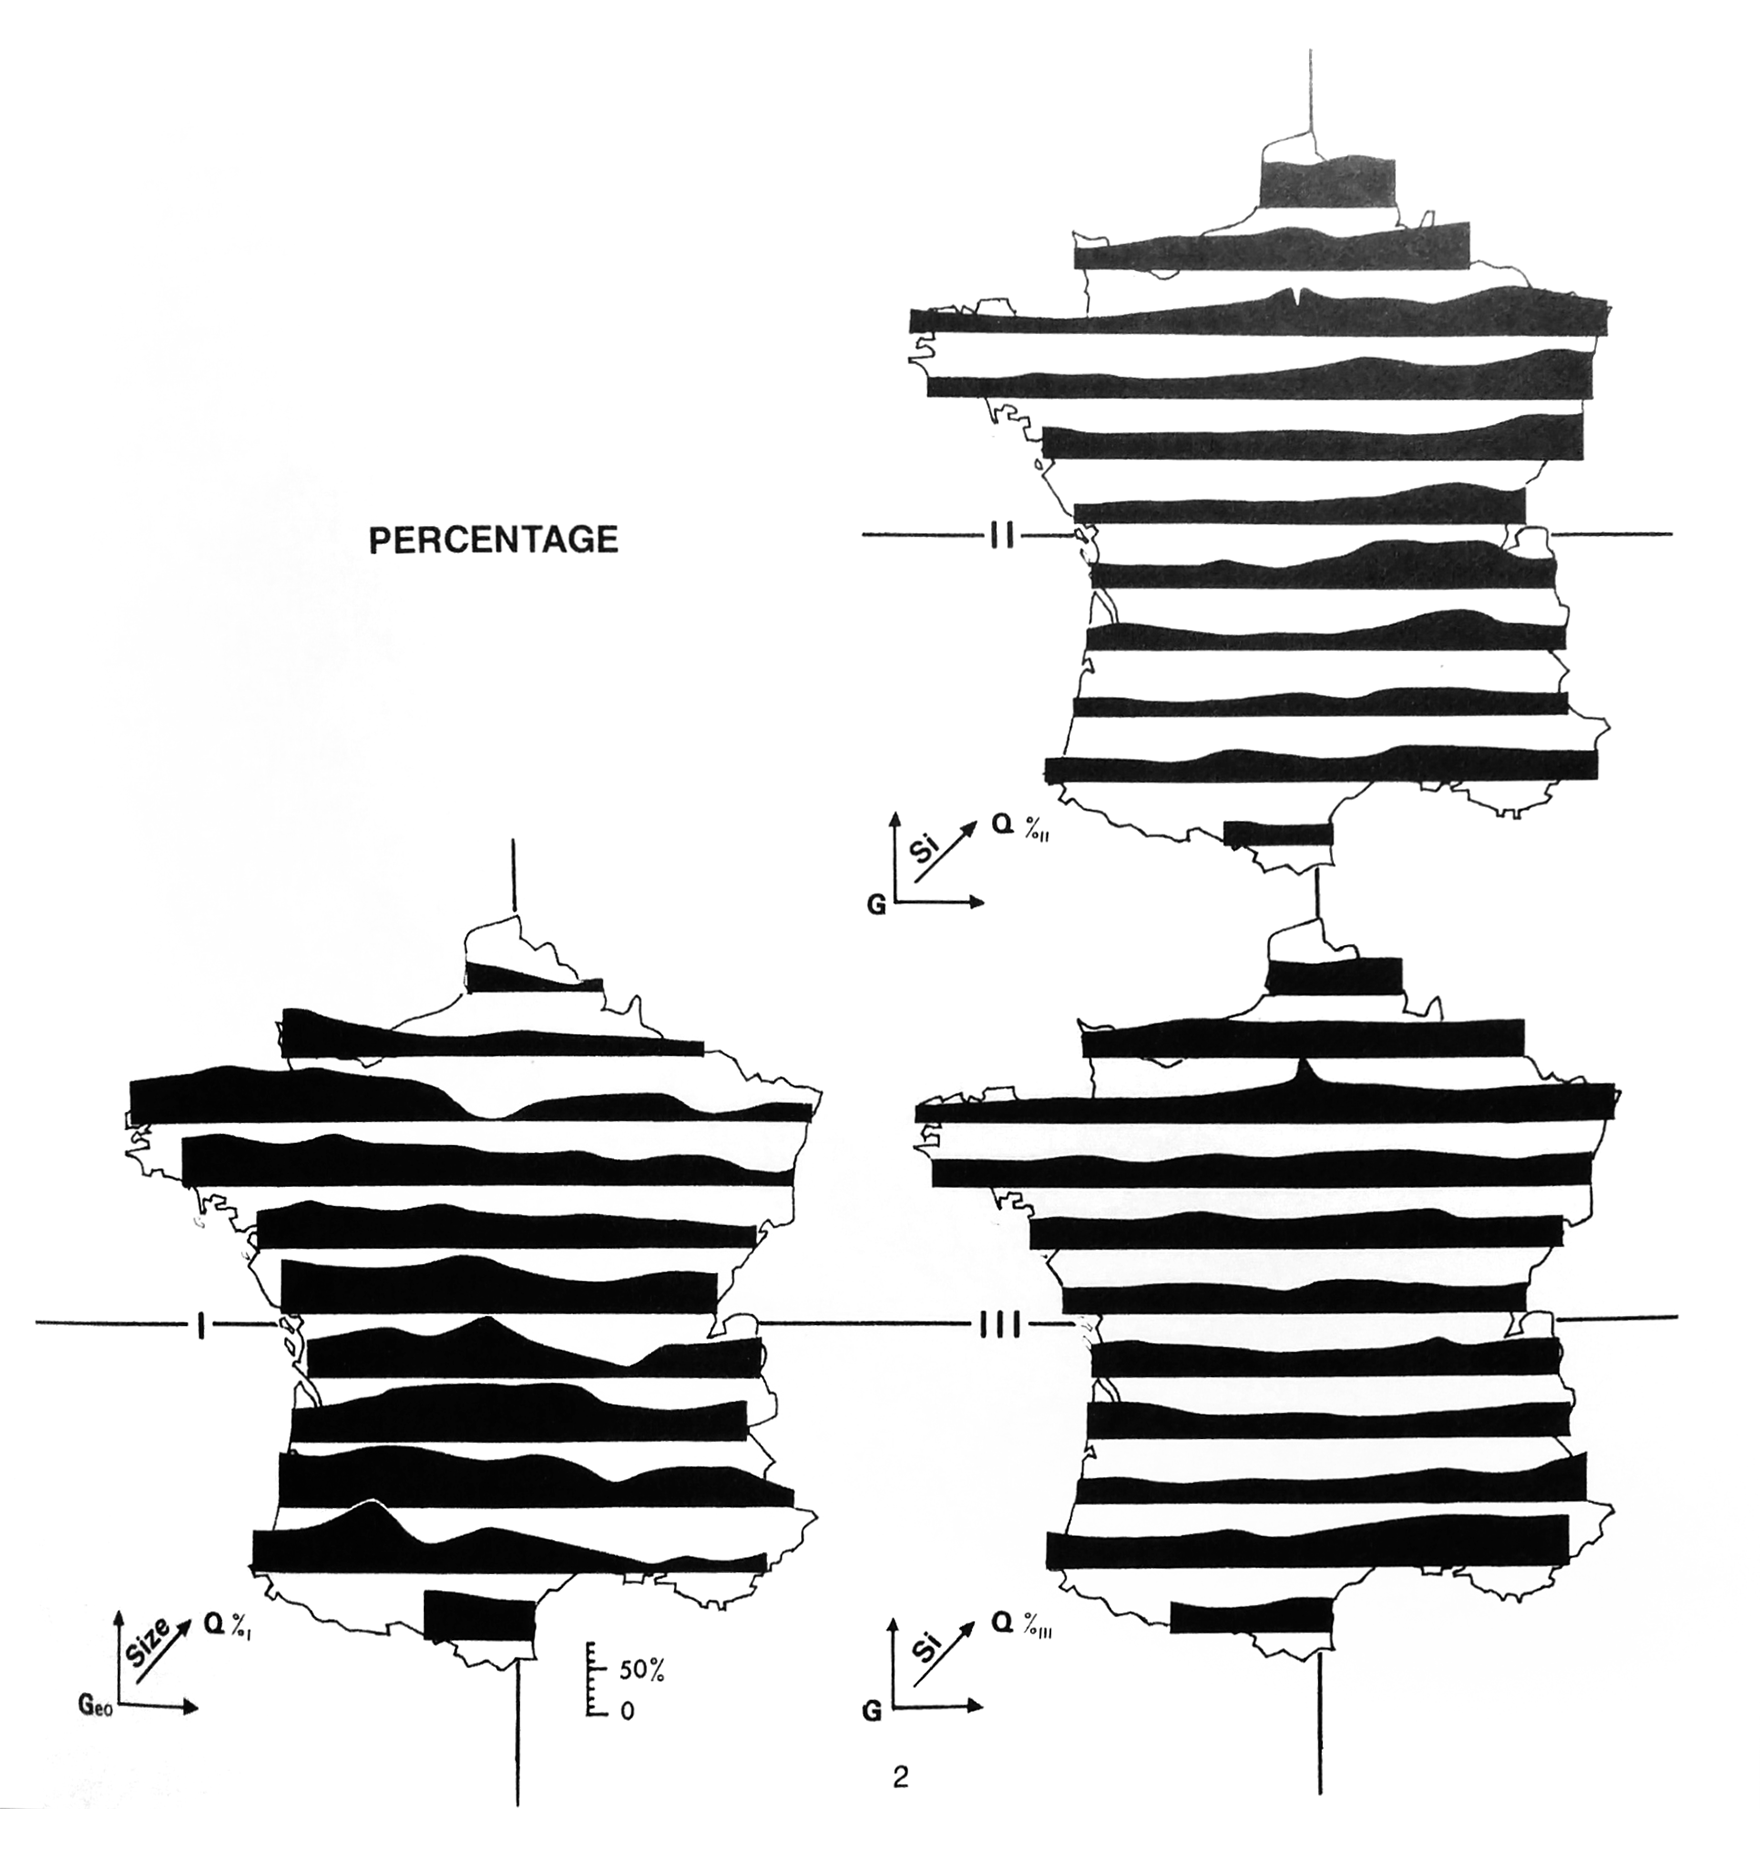 II
PERCENTAGE
Si
Q %II
G
I
III
Size
Q %I
Geo
50%
0
Si
Q %III
G
2